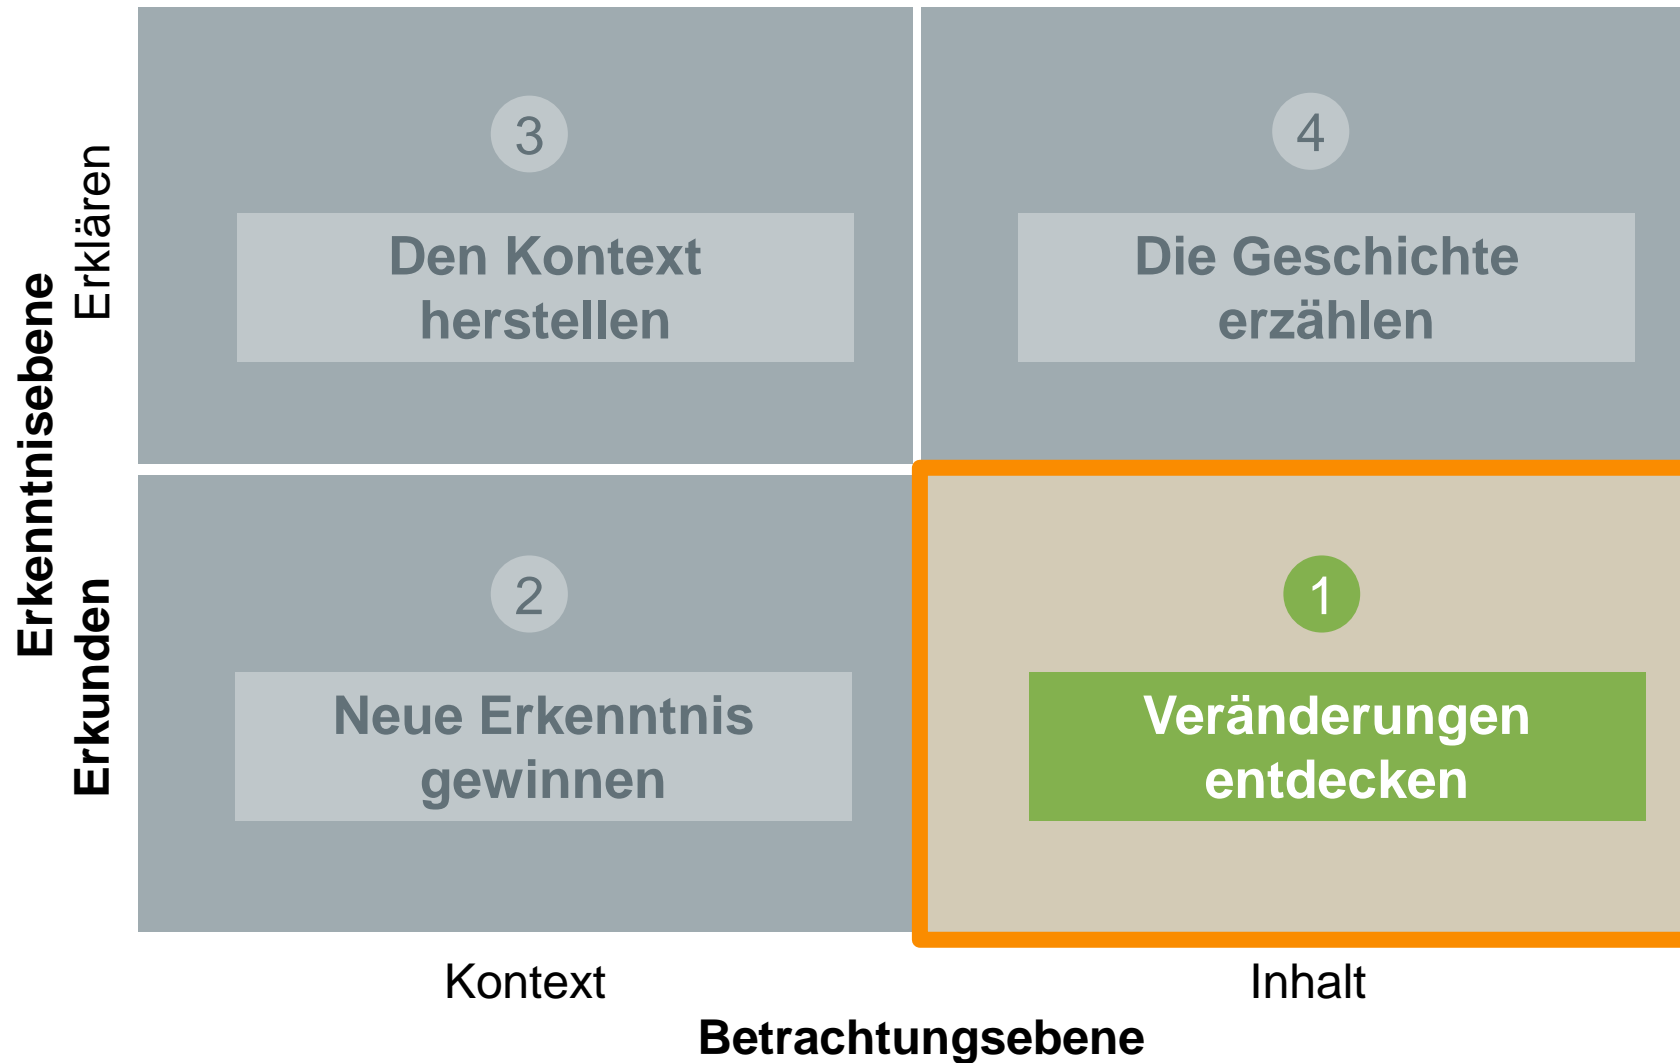 Erkenntnisebene
Erklären
3
Den Kontext
herstellen
4
Die Geschichte
erzählen
Erkunden
2
Neue Erkenntnis
gewinnen
1
Veränderungen
entdecken
Kontext
Inhalt
Betrachtungsebene